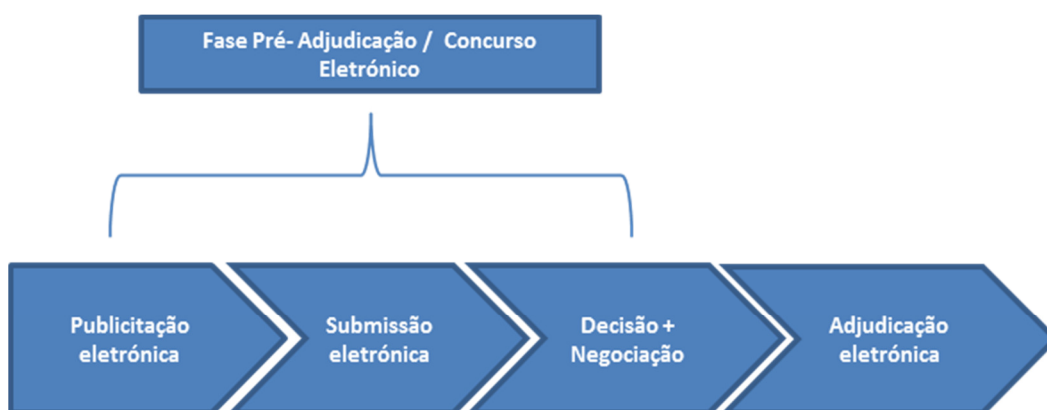 Fase Pré- Adjudicação / Concurso
Eletrónico
Publicitação
eletrónica
Submissão
eletrónica
Decisão +
Negociação
Adjudicação
eletrónica